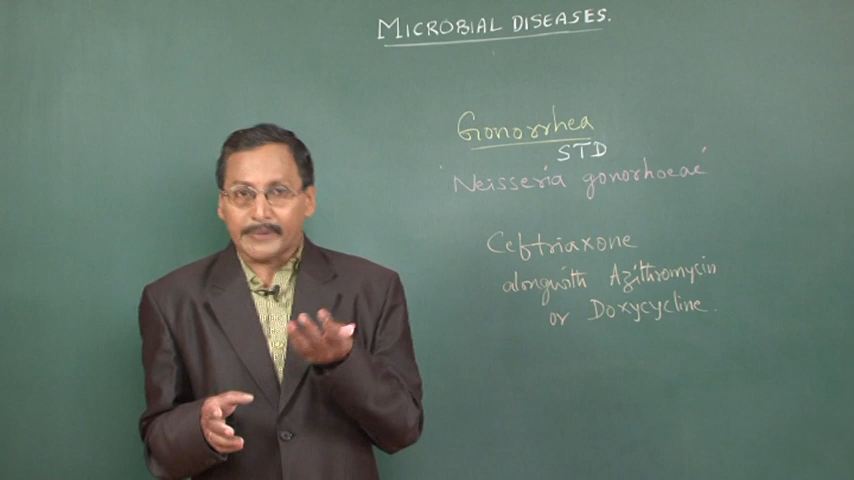 MICROBIAL DISEASES.
Gonorrhea
STD
'Neisseria gonorhoeae'
Ceftriaxone
alongwith Azithromycin
or Doxycycline.